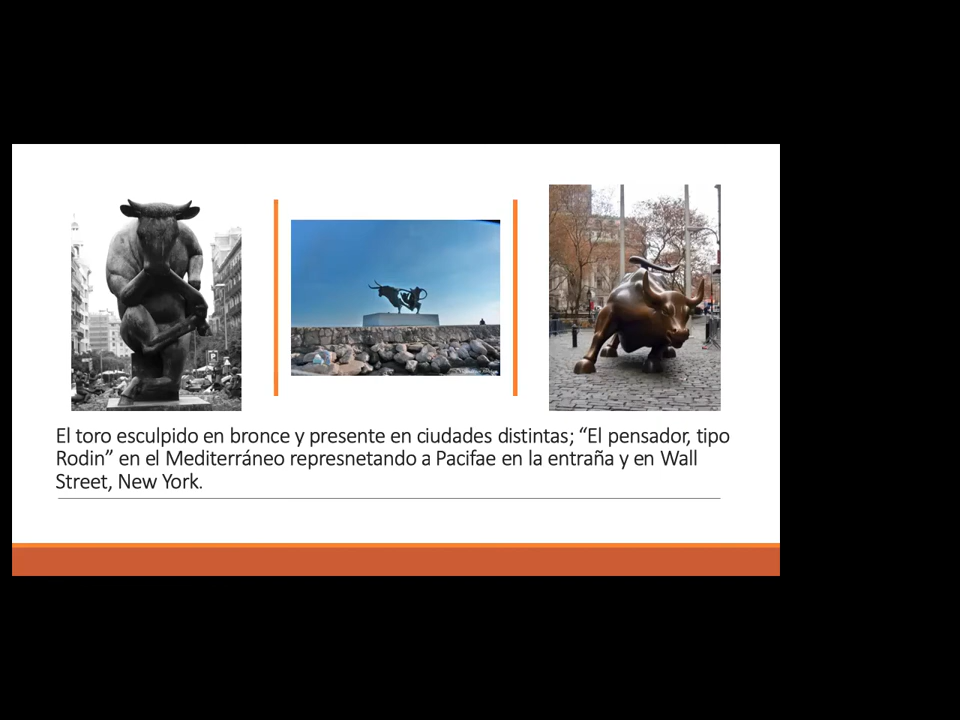 El toro esculpido en bronce y presente en ciudades distintas; “El pensador, tipo
Rodin” en el Mediterráneo represnetando a Pacifae en la entraña y en Wall
Street, New York.